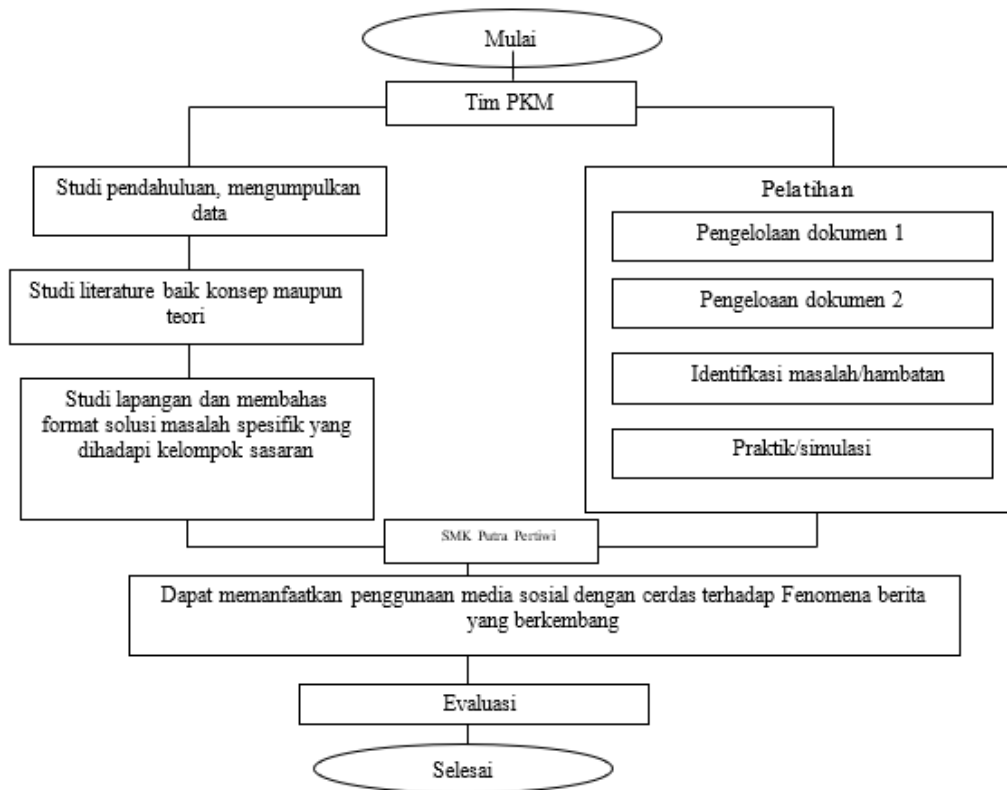 Mulai
Tim PKM
Studi pendahuluan, mengumpulkan
data
Studi literature baik konsep maupun
teori
Studi lapangan dan membahas
format solusi masalah spesifik yang
dihadapi kelompok sasaran
Pelatihan
Pengelolaan dokumen 1
Pengeloaan dokumen 2
Identifkasi masalah/hambatan
Praktik/simulasi
SMK Putra Pertiwi
Dapat memanfaatkan penggunaan media sosial dengan cerdas terhadap Fenomena berita
yang berkembang
Evaluasi
Selesai